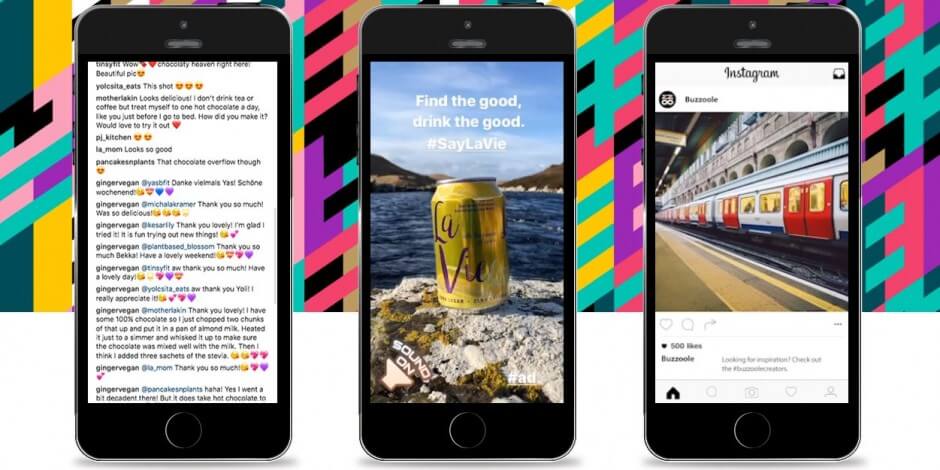 tinsyfit Wow❤️ chocolaty heaven right here!
Beautiful pic😍
yolcsita_eats This shot 😍😍😍
motherlakin Looks delicious! I don't drink tea or
coffee but treat myself to one hot chocolate a day,
like you just before I go to bed. How did you make it?
Would love to try it out ❤️
pj_kitchen 😍😍
la_mom Looks so good
pancakesnplants That chocolate overflow
though 😍
gingervegan @yasbfit Danke vielmals Yas! Schöne
wochenend!😘💝💙💜
gingervegan @michalakramer Thank you so much!
Was so delicious!😘😘😘
gingervegan @kesarlily Thank you lovely! I'm glad I
tried it! It is fun trying out new things! 😘💕
gingervegan @plantbased_blossom Thank you so
much Bekka! Have a lovely weekend!😘💝💖💜
gingervegan @tinsyfit aw thank you so much! Have
a lovely day!😘💖💜💝
gingervegan @yolcsita_eats aw thank you Yoli! I
really appreciate it!😘💕💖💜
gingervegan @motherlakin Thank you lovely! I have
some 100% chocolate so I just chopped two chunks
of that up and put it in a pan of almond milk. Heated
it just to a simmer and whisked it up to make sure
the chocolate was mixed well with the milk. Then I
think I added three sachets of the stevia. 😘😘💖💖
gingervegan @la_mom Thank you so much!😘💖💜
💕
gingervegan @pancakesnplants haha! Yes I went a
bit decadent there! But it does take hot chocolate to
Find the good,
drink the good.
#SayLaVie
La
Vie
SOUND
ON
#ad
Instagram
Buzzoole
500 likes
Buzzoole Looking for inspiration? Check out
the #buzzoolecreators.